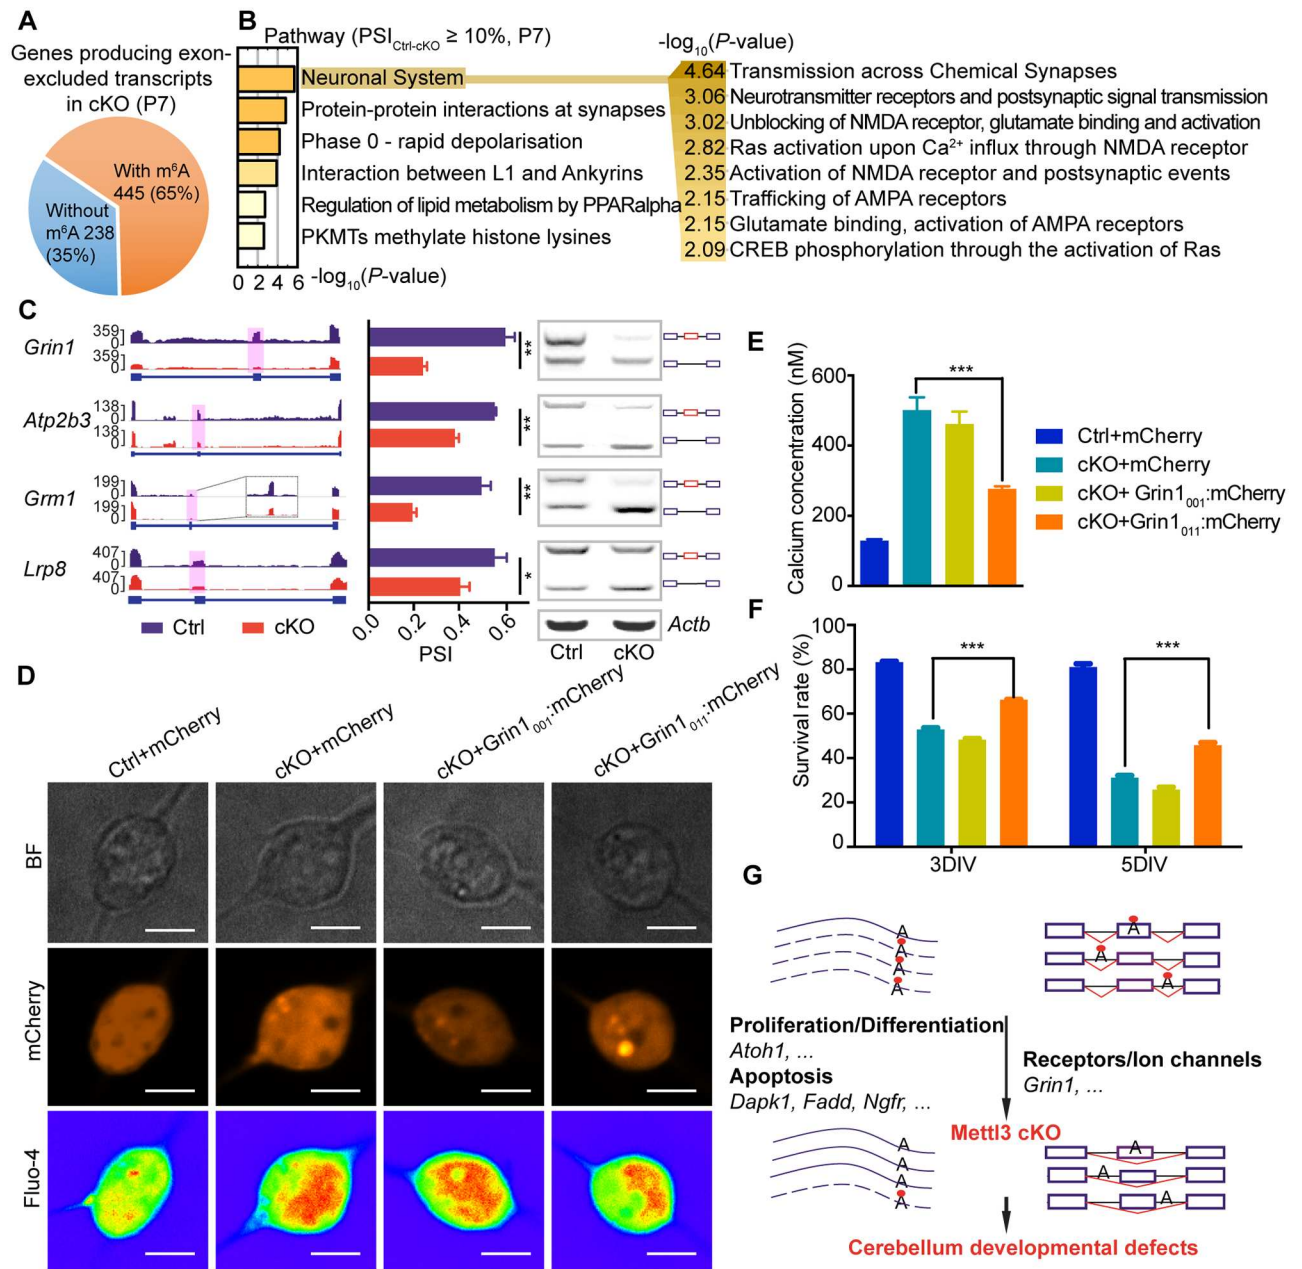 A
Genes producing exon-
excluded transcripts
in cKO (P7)
With m⁶A
445 (65%)
Without
m⁶A 238
(35%)
B
Pathway (PSI Ctrl-cKO ≥ 10%, P7)
Neuronal System
Protein-protein interactions at synapses
Phase 0 - rapid depolarisation
Interaction between L1 and Ankyrins
Regulation of lipid metabolism by PPARalpha
PKMTs methylate histone lysines
0 2 4 6 -log₁₀(P-value)
-log₁₀(P-value)
4.64 Transmission across Chemical Synapses
3.06 Neurotransmitter receptors and postsynaptic signal transmission
3.02 Unblocking of NMDA receptor, glutamate binding and activation
2.82 Ras activation upon Ca²⁺ influx through NMDA receptor
2.35 Activation of NMDA receptor and postsynaptic events
2.15 Trafficking of AMPA receptors
2.15 Glutamate binding, activation of AMPA receptors
2.09 CREB phosphorylation through the activation of Ras
C
Grin1
359
0
359
0
**
Atp2b3
138
0
138
0
**
Grm1
199
0
199
0
**
Lrp8
407
0
407
0
*
Ctrl cKO
0.0 0.2 0.4 0.6
PSI
Actb
Ctrl cKO
D
Ctrl+mCherry
cKO+mCherry
cKO+Grin1₀₀₁:mCherry
cKO+Grin1₀₁₁:mCherry
BF
mCherry
Fluo-4
E
Calcium concentration (nM)
600
400
200
0
***
Ctrl+mCherry
cKO+mCherry
cKO+ Grin1₀₀₁:mCherry
cKO+Grin1₀₁₁:mCherry
F
Survival rate (%)
100
80
60
40
20
0
*** ***
3DIV 5DIV
G
A
A
A
A
A
A
A
Proliferation/Differentiation
Atoh1, ...
Apoptosis
Dapk1, Fadd, Ngfr, ...
Receptors/Ion channels
Grin1, ...
Mettl3 cKO
A
A
A
A
A
A
A
Cerebellum developmental defects